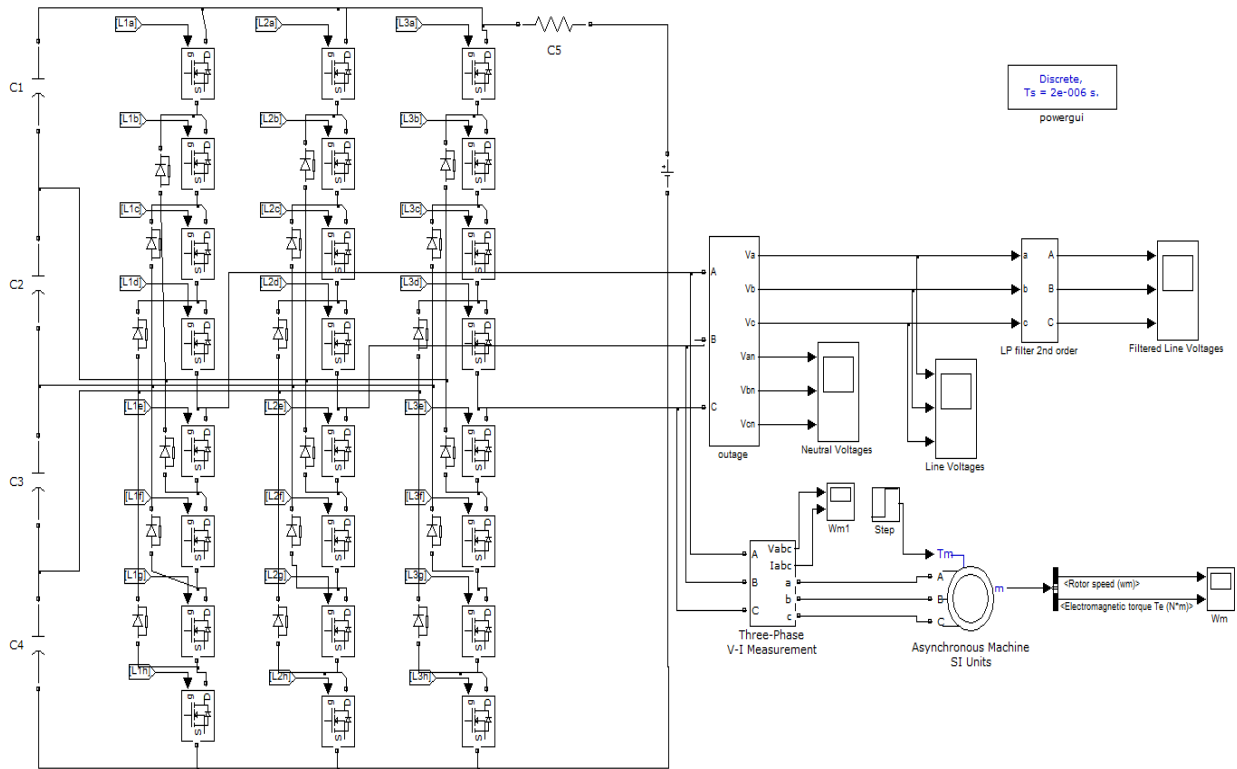 [L1a]
[L2a]
[L3a]
C5
g
D
S
g
D
S
g
D
S
C1
Discrete,
Ts = 2e-006 s.
powergui
[L1b]
[L2b]
[L3b]
g
D
S
g
D
S
g
D
S
+
[L1c]
[L2c]
[L3c]
g
D
S
g
D
S
g
D
S
C2
[L1d]
[L2d]
[L3d]
g
D
S
g
D
S
g
D
S
A
B
C
Va
Vb
Vc
Van
Vbn
Vcn
outage
a
b
c
A
B
C
LP filter 2nd order
Filtered Line Voltages
Neutral Voltages
Line Voltages
[L1e]
[L2e]
[L3e]
g
D
S
g
D
S
g
D
S
C3
[L1f]
[L2f]
[L3f]
g
D
S
g
D
S
g
D
S
Wm1
Step
[L1g]
[L2g]
[L3g]
g
D
S
g
D
S
g
D
S
C4
A
B
C
Vabc
Iabc
a
b
c
Three-Phase
V-I Measurement
Tm
A
B
C
m
Asynchronous Machine
SI Units
<Rotor speed (wm)>
<Electromagnetic torque Te (N*m)>
Wm
[L1h]
[L2h]
[L3h]
g
D
S
g
D
S
g
D
S